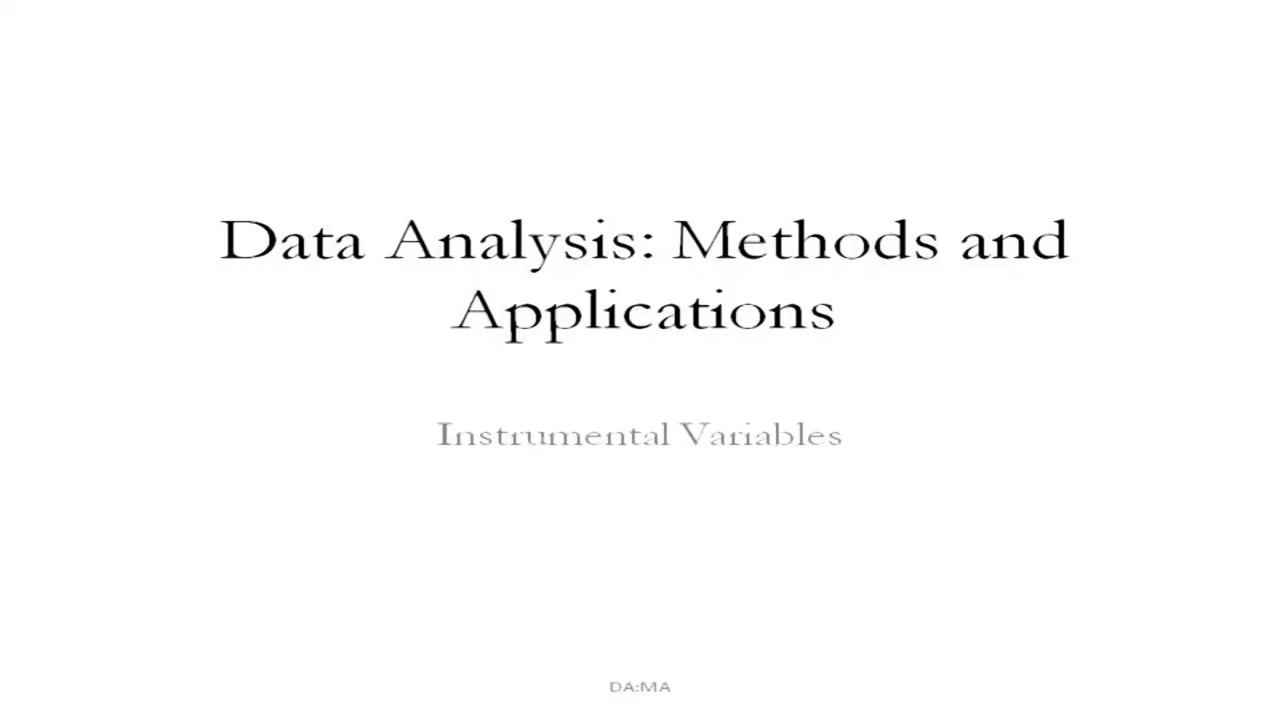 Data Analysis: Methods and
Applications
Instrumental Variables
DA:MA